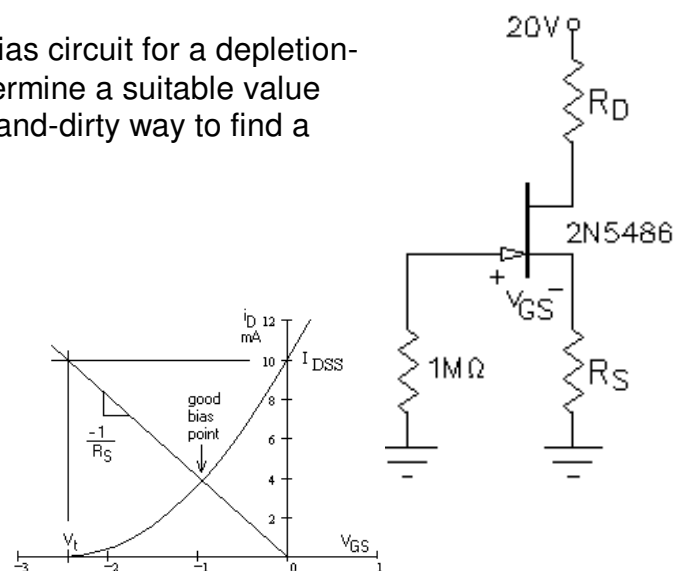 ias circuit for a depletion-
ermine a suitable value
and-dirty way to find a
20V
RD
2N5486
+
VGS
-
1MΩ
RS
iD 12
mA
10
IDSS
8
good
bias
point
6
-1
RS
4
2
Vt
VGS
-3 -2 -1 0 1